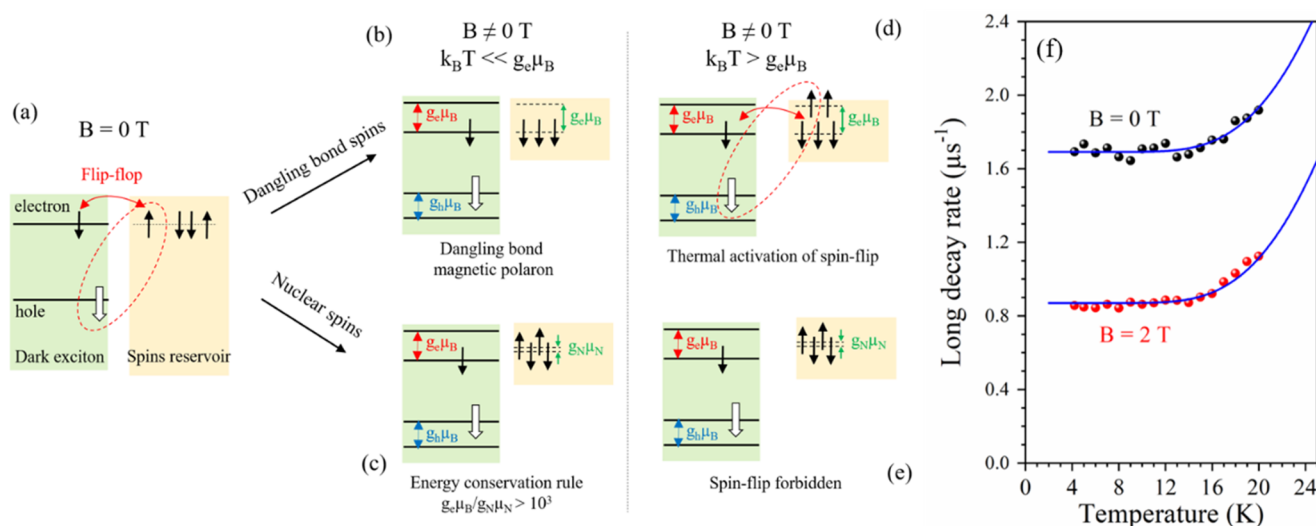 (a)
B = 0 T
Flip-flop
electron
hole
Dark exciton
Spins reservoir
Dangling bond spins
Nuclear spins
(b)
B ≠ 0 T
k_BT << g_eμ_B
g_eμ_B
g_eμ_B
g_hμ_B
Dangling bond
magnetic polaron
g_eμ_B
g_Nμ_N
g_hμ_B
(c)
Energy conservation rule
g_eμ_B/g_Nμ_N > 10³
B ≠ 0 T
k_BT > g_eμ_B
(d)
g_eμ_B
g_eμ_B
g_hμ_B
Thermal activation of spin-flip
g_eμ_B
g_Nμ_N
g_hμ_B
Spin-flip forbidden
(e)
(f)
Long decay rate (μs⁻¹)
2.4
2.0
1.6
1.2
0.8
0.4
0.0
B = 0 T
B = 2 T
0 4 8 12 16 20 24
Temperature (K)